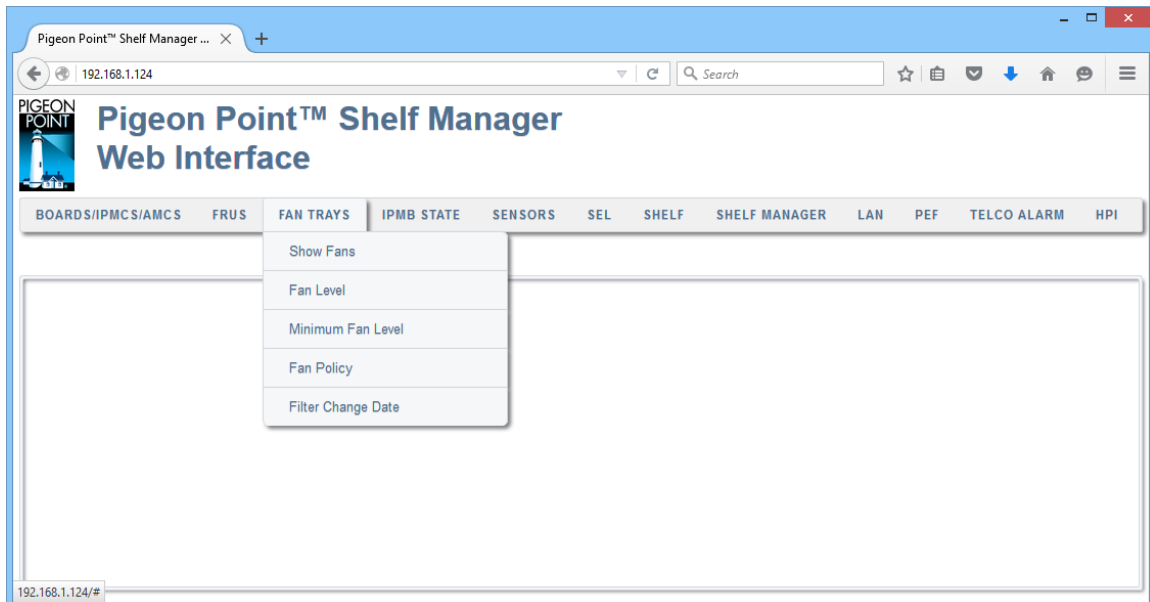 Pigeon Point™ Shelf Manager ...
192.168.1.124
Search
PIGEON
POINT
Pigeon Point™ Shelf Manager
Web Interface
BOARDS/IPMCS/AMCS FRUS FAN TRAYS IPMB STATE SENSORS SEL SHELF SHELF MANAGER LAN PEF TELCO ALARM HPI
Show Fans
Fan Level
Minimum Fan Level
Fan Policy
Filter Change Date
192.168.1.124/#